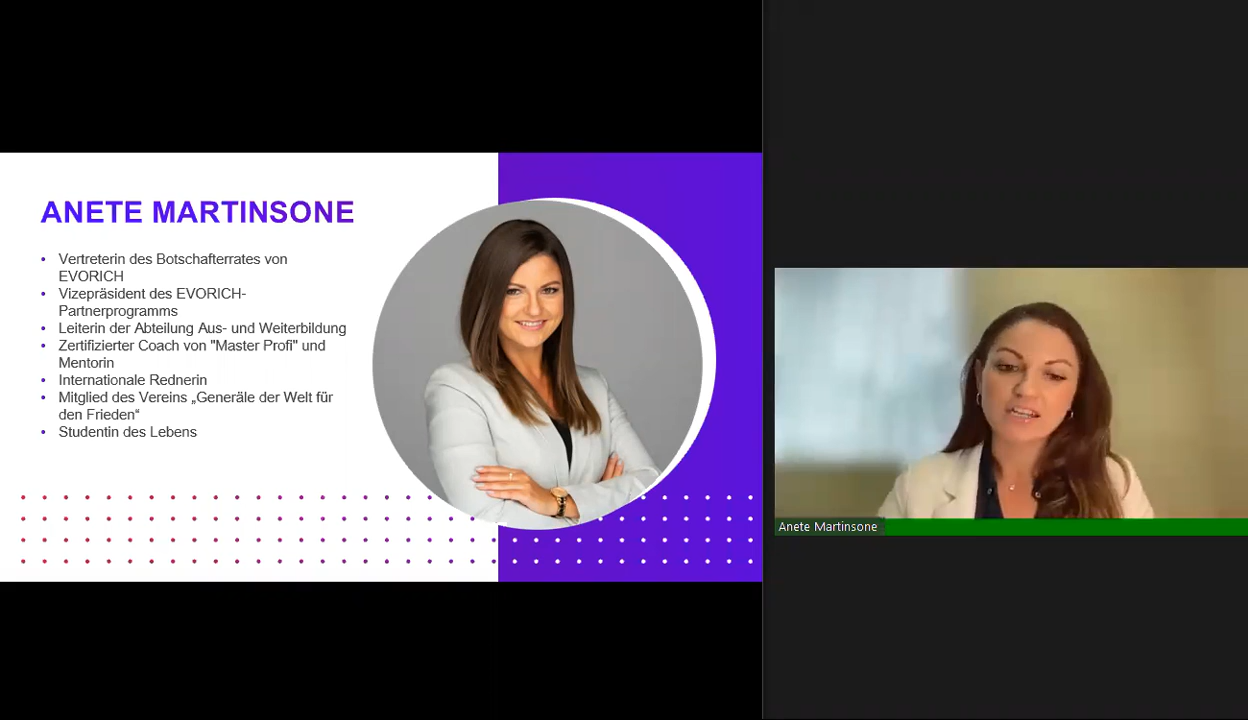 ANETE MARTINSONE
• Vertreterin des Botschafterrates von
EVORICH
• Vizepräsident des EVORICH-
Partnerprogramms
• Leiterin der Abteilung Aus- und Weiterbildung
• Zertifizierter Coach von "Master Profi" und
Mentorin
• Internationale Rednerin
• Mitglied des Vereins „Generäle der Welt für
den Frieden“
• Studentin des Lebens
Anete Martinsone